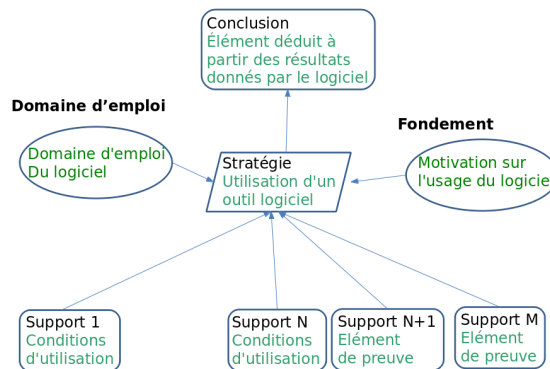 Conclusion
Élément déduit à
partir des résultats
donnés par le logiciel
Domaine d’emploi
Domaine d'emploi
Du logiciel
Fondement
Motivation sur
l'usage du logicie
Stratégie
Utilisation d'un
outil logiciel
Support 1
Conditions
d'utilisation
Support N
Conditions
d'utilisation
Support N+1
Elément
de preuve
Support M
Elément
de preuve